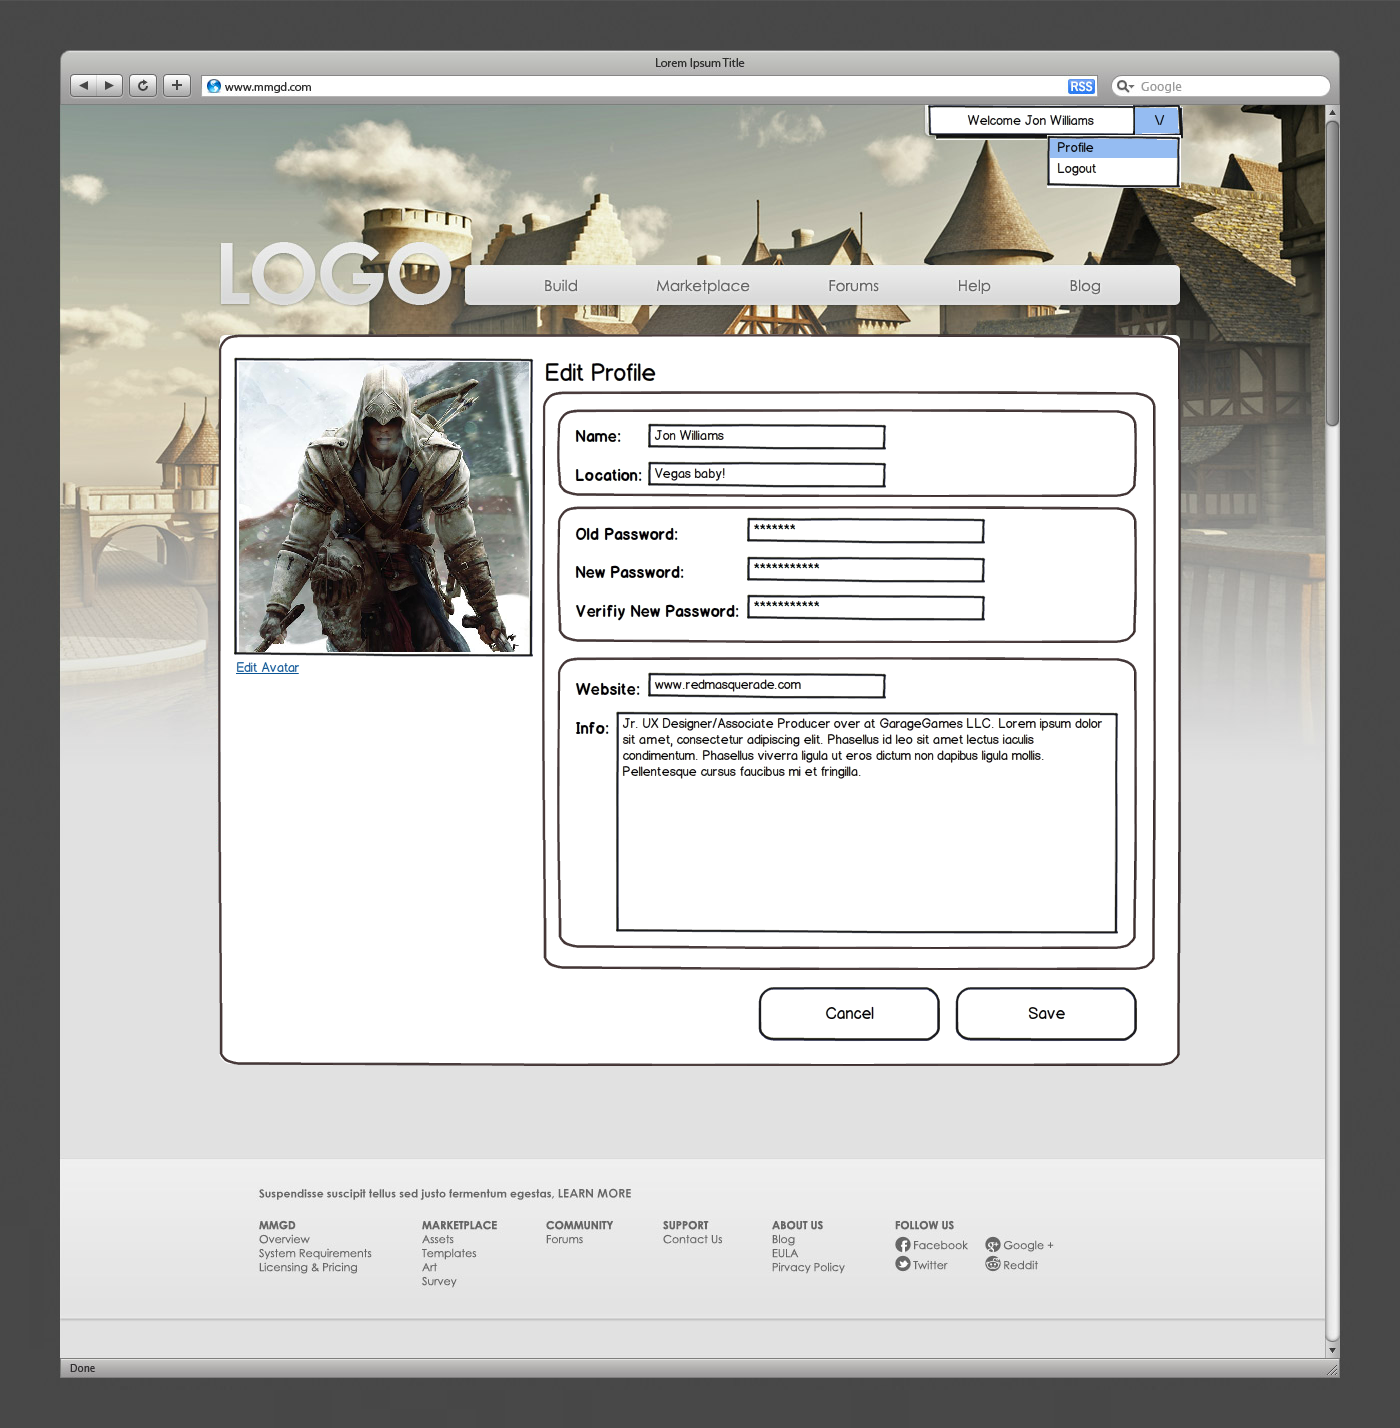 Lorem Ipsum Title
www.mmgd.com
RSS
Google
Welcome Jon Williams
\/
Profile
Logout
LOGO
Build
Marketplace
Forums
Help
Blog
Edit Profile
Name:
Jon Williams
Location:
Vegas baby!
Old Password:
*******
New Password:
***********
Verifiy New Password:
***********
Edit Avatar
Website:
www.redmasquerade.com
Info:
Jr. UX Designer/Associate Producer over at GarageGames LLC. Lorem ipsum dolor
sit amet, consectetur adipiscing elit. Phasellus id leo sit amet lectus iaculis
condimentum. Phasellus viverra ligula ut eros dictum non dapibus ligula mollis.
Pellentesque cursus faucibus mi et fringilla.
Cancel
Save
Suspendisse suscipit tellus sed justo fermentum egestas, LEARN MORE
MMGD
Overview
System Requirements
Licensing & Pricing
MARKETPLACE
Assets
Templates
Art
Survey
COMMUNITY
Forums
SUPPORT
Contact Us
ABOUT US
Blog
EULA
Pirvacy Policy
FOLLOW US
Facebook
Google +
Twitter
Reddit
Done